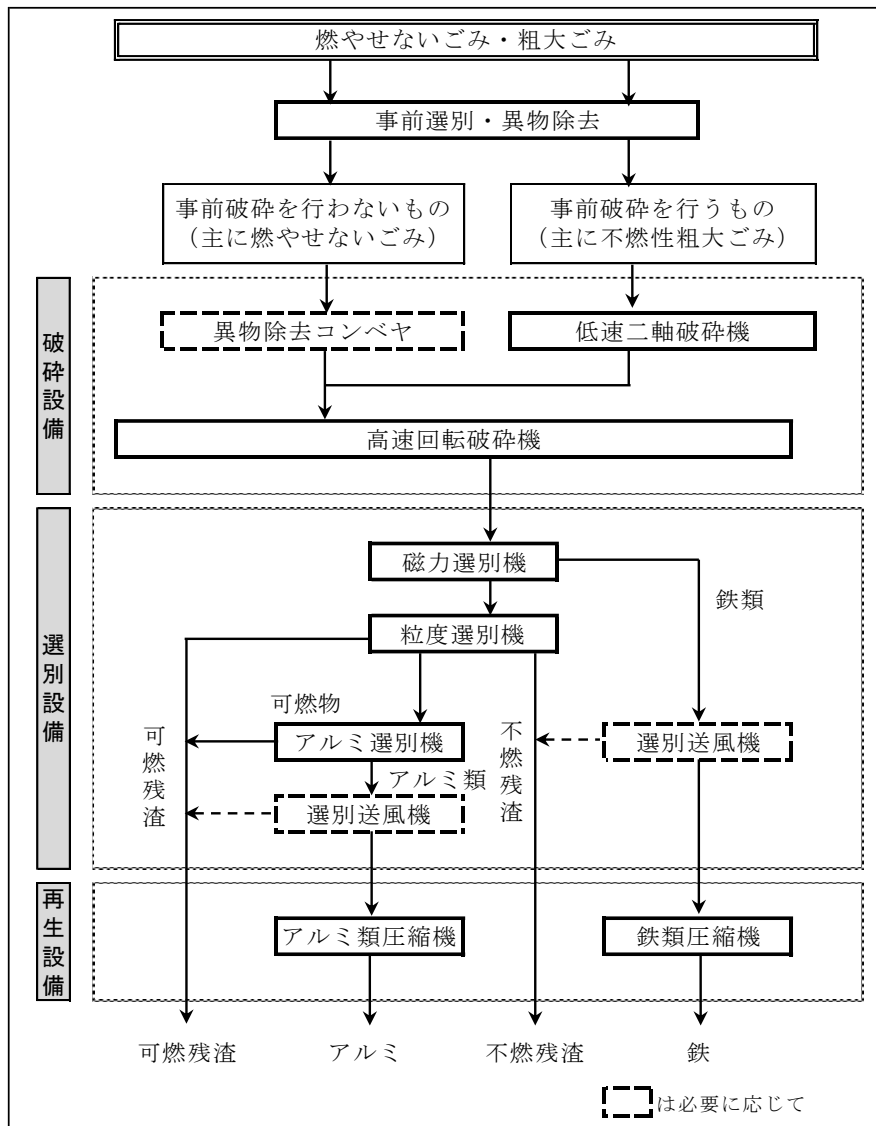 燃やせないごみ・粗大ごみ
事前選別・異物除去
事前破砕を行わないもの
（主に燃やせないごみ）
事前破砕を行うもの
（主に不燃性粗大ごみ）
破砕設備
異物除去コンベヤ
低速二軸破砕機
高速回転破砕機
選別設備
磁力選別機
鉄類
粒度選別機
可燃物
可燃残渣
アルミ選別機
不燃残渣
選別送風機
アルミ類
選別送風機
再生設備
アルミ類圧縮機
鉄類圧縮機
可燃残渣
アルミ
不燃残渣
鉄
は必要に応じて